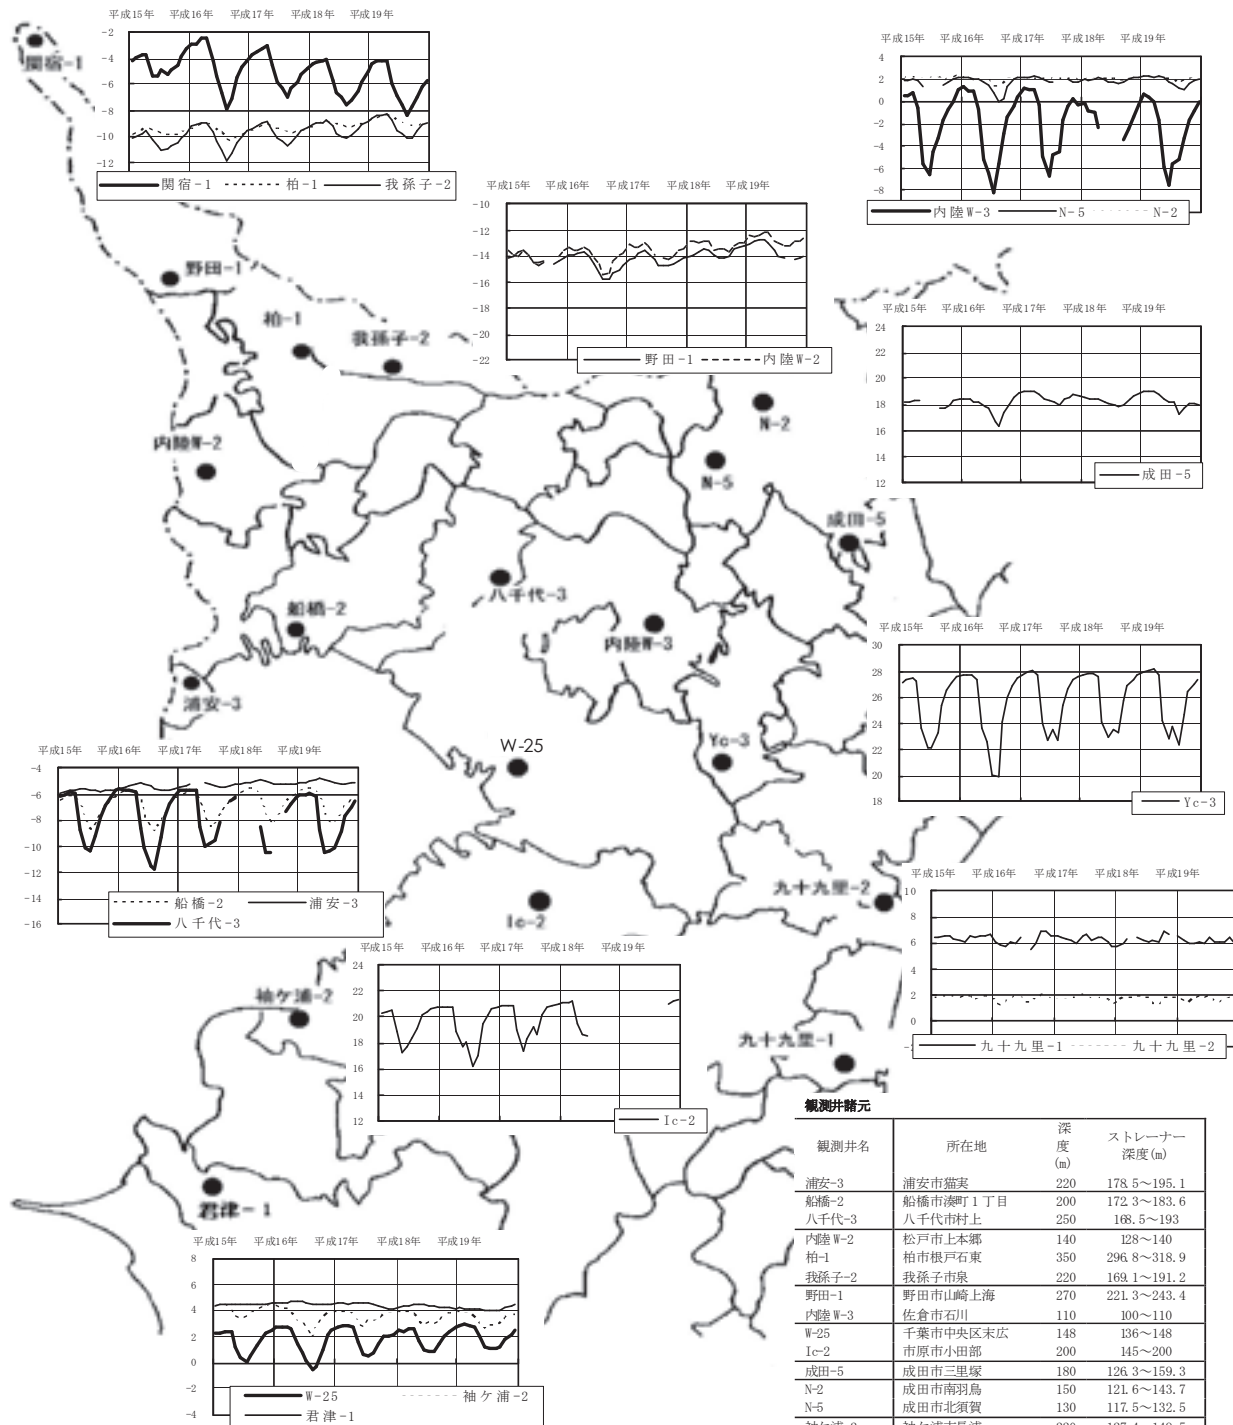 平成15年 平成16年 平成17年 平成18年 平成19年
-2
-4
-6
-8
-10
-12
関宿-1 柏-1 我孫子-2
関宿-1
平成15年 平成16年 平成17年 平成18年 平成19年
4
2
0
-2
-4
-6
-8
内陸W-3 N-5 N-2
平成15年 平成16年 平成17年 平成18年 平成19年
-10
-12
-14
-16
-18
-20
-22
野田-1 内陸W-2
野田-1
柏-1
我孫子-2
平成15年 平成16年 平成17年 平成18年 平成19年
24
22
20
18
16
14
12
成田-5
N-2
内陸W-2
N-5
成田-5
八千代-3
船橋-2
内陸W-3
浦安-3
平成15年 平成16年 平成17年 平成18年 平成19年
30
28
26
24
22
20
18
Yc-3
W-25
Yc-3
平成15年 平成16年 平成17年 平成18年 平成19年
-4
-6
-8
-10
-12
-14
-16
船橋-2 浦安-3
八千代-3
九十九里-2
Ic-2
平成15年 平成16年 平成17年 平成18年 平成19年
10
8
6
4
2
0
九十九里-1 九十九里-2
平成15年 平成16年 平成17年 平成18年 平成19年
24
22
20
18
16
14
12
Ic-2
袖ケ浦-2
九十九里-1
君津-1
平成15年 平成16年 平成17年 平成18年 平成19年
8
6
4
2
0
-2
-4
W-25 袖ケ浦-2
君津-1
観測井諸元
観測井名 所在地 深度(m) ストレーナー深度(m)
浦安-3 浦安市猫実 220 178.5～195.1
船橋-2 船橋市湊町1丁目 200 172.3～183.6
八千代-3 八千代市村上 250 168.5～193
内陸W-2 松戸市上本郷 140 128～140
柏-1 柏市根戸石東 350 296.8～318.9
我孫子-2 我孫子市泉 220 169.1～191.2
野田-1 野田市山崎上海 270 221.3～243.4
内陸W-3 佐倉市石川 110 100～110
W-25 千葉市中央区末広 148 136～148
Ic-2 市原市小田部 200 145～200
成田-5 成田市三里塚 180 126.3～159.3
N-2 成田市南羽鳥 150 121.6～143.7
N-5 成田市北須賀 130 117.5～132.5